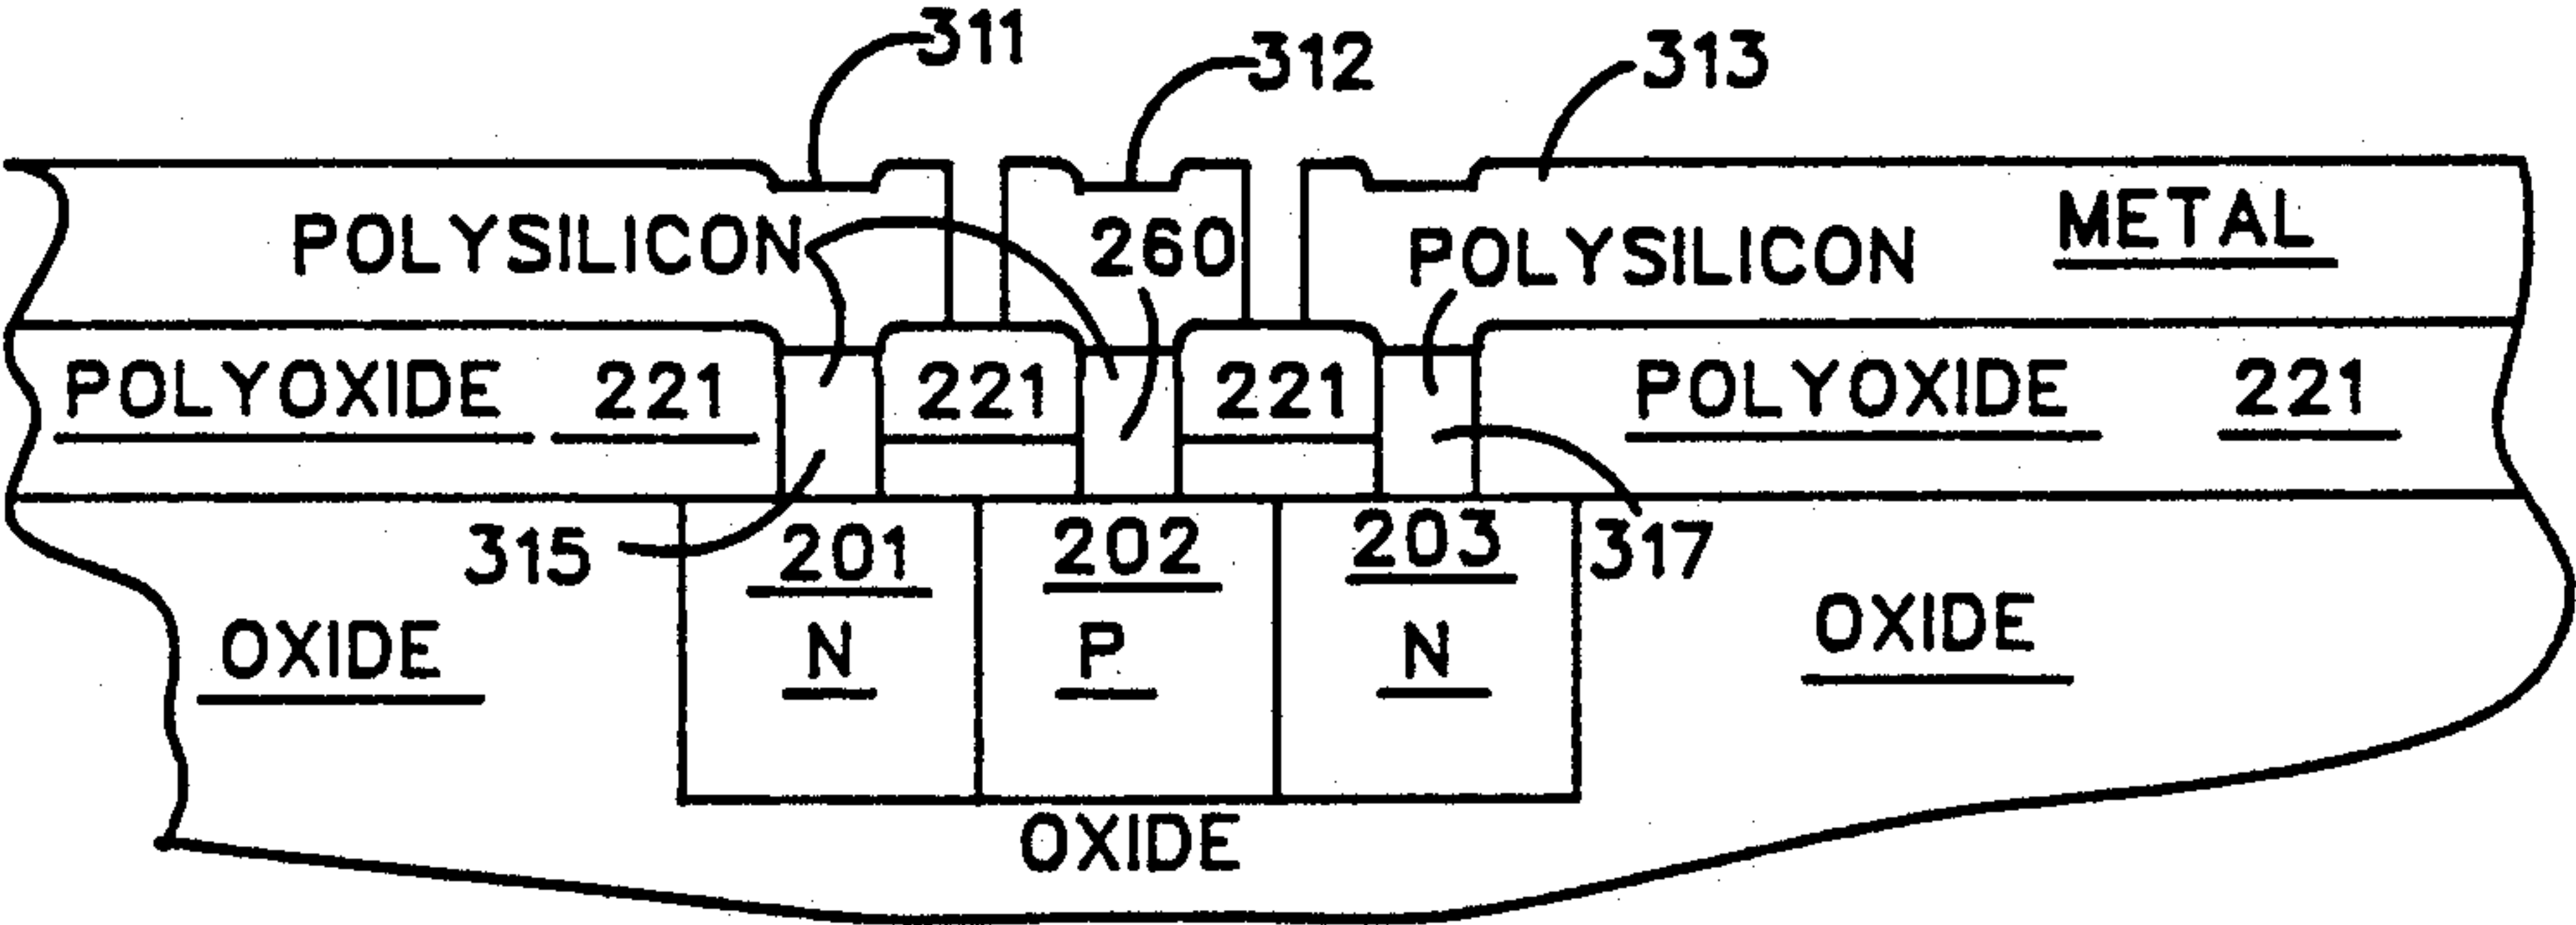 311
312
313
POLYSILICON
260
POLYSILICON
METAL
POLYOXIDE 221
221
221
POLYOXIDE 221
315
201
202
203
317
OXIDE
N
P
N
OXIDE
OXIDE